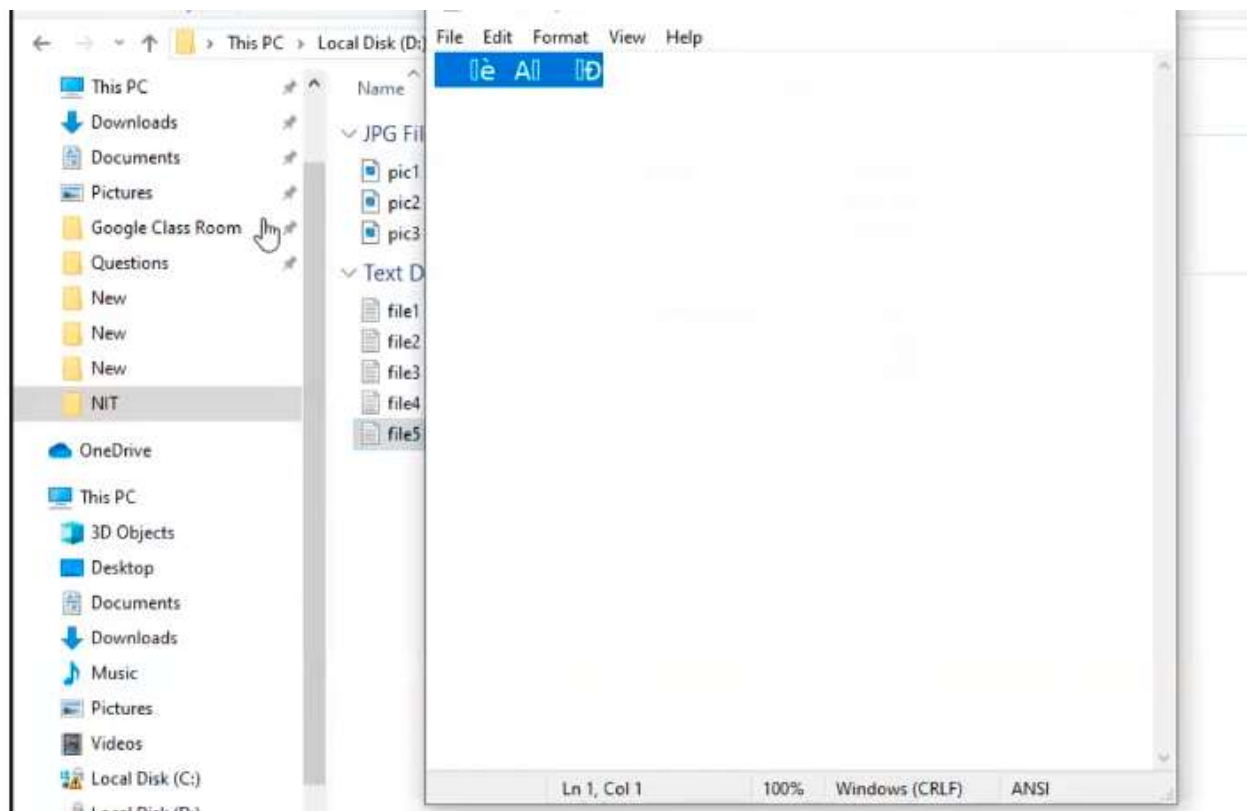 This PC > Local Disk (D:)
File Edit Format View Help
è A Ð
This PC
Downloads
Documents
Pictures
Google Class Room
Questions
New
New
New
NIT
OneDrive
This PC
3D Objects
Desktop
Documents
Downloads
Music
Pictures
Videos
Local Disk (C:)
Name
JPG Fil
pic1
pic2
pic3
Text D
file1
file2
file3
file4
file5
Ln 1, Col 1 100% Windows (CRLF) ANSI